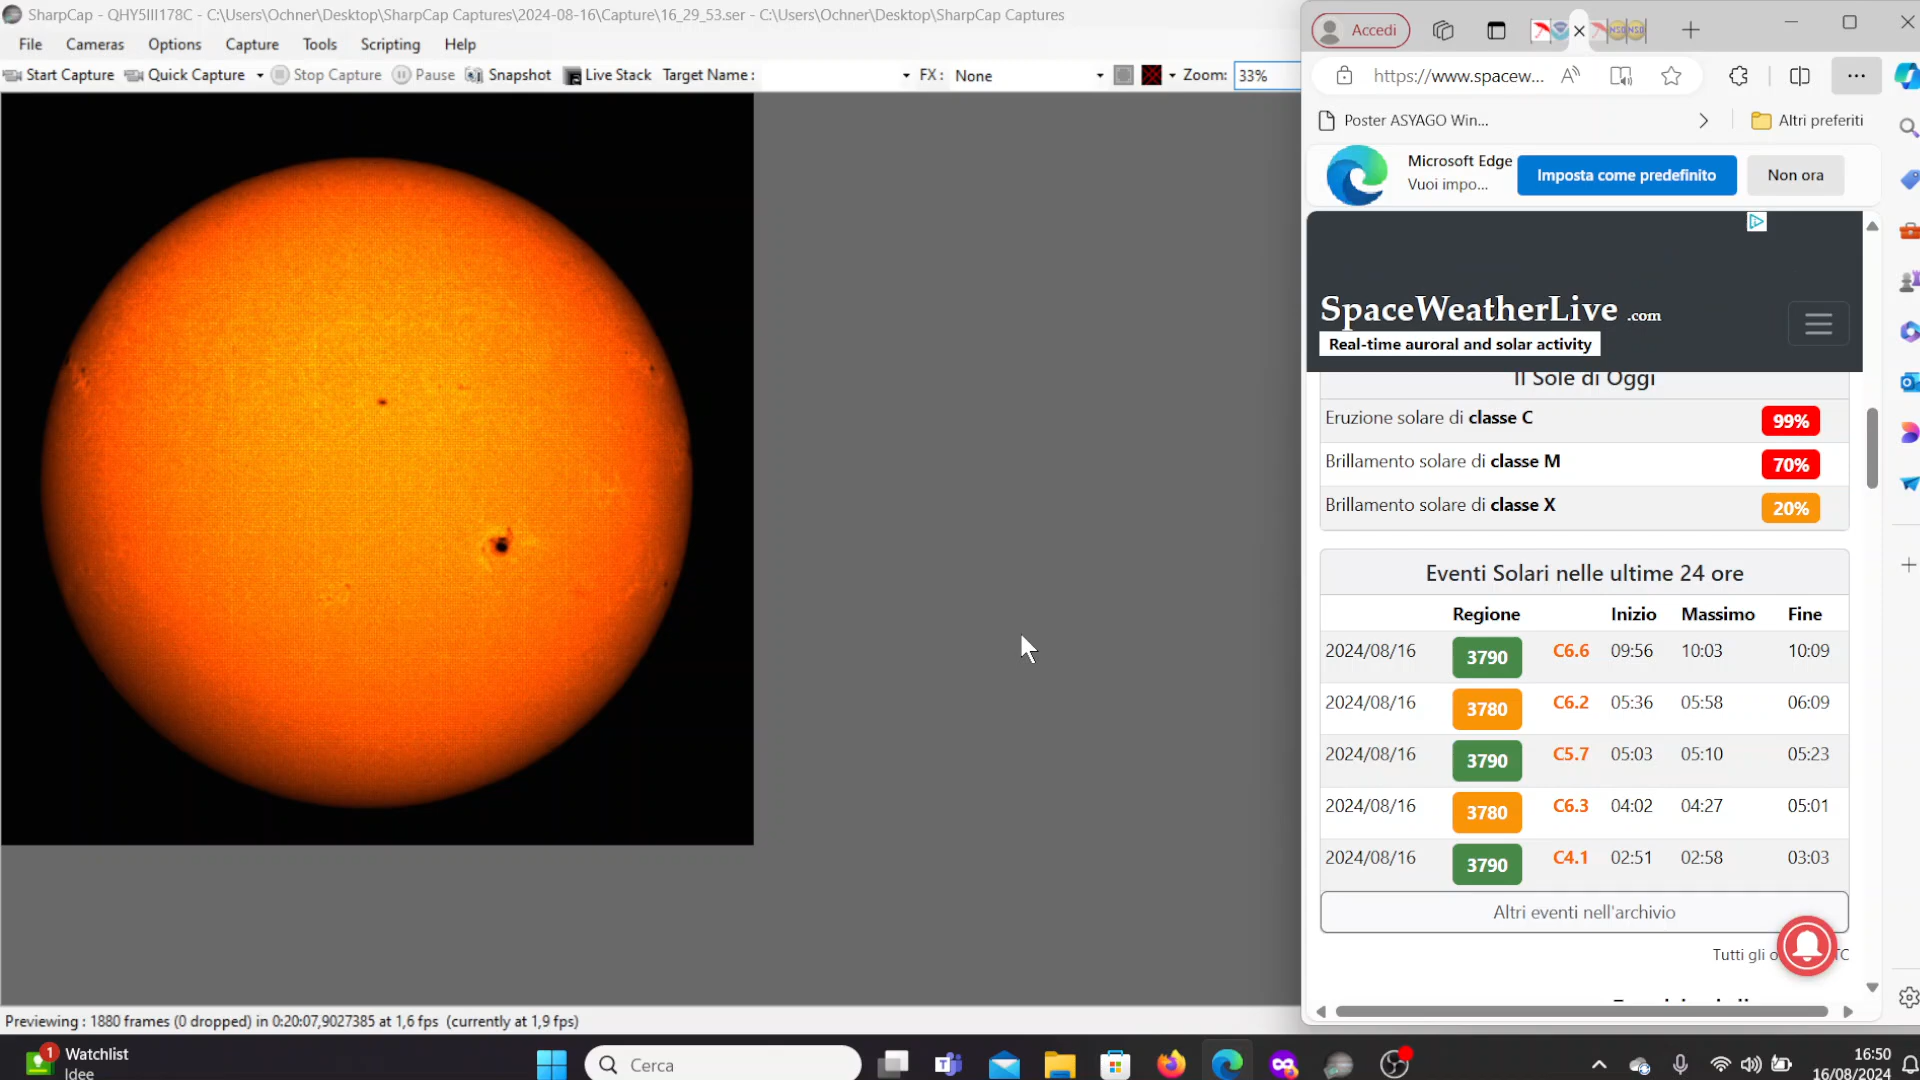 SharpCap - QHY5III178C - C:\Users\Ochner\Desktop\SharpCap Captures\2024-08-16\Capture\16_29_53.ser - C:\Users\Ochner\Desktop\SharpCap Captures
File Cameras Options Capture Tools Scripting Help
Start Capture Quick Capture Stop Capture Pause Snapshot Live Stack Target Name : FX : None Zoom: 33%
Previewing : 1880 frames (0 dropped) in 0:20:07,9027385 at 1,6 fps (currently at 1,9 fps)
Accedi
https://www.spacew...
Poster ASYAGO Win...
Altri preferiti
Microsoft Edge
Vuoi impo...
Imposta come predefinito
Non ora
SpaceWeatherLive .com
Real-time auroral and solar activity
Il Sole di Oggi
Eruzione solare di classe C 99%
Brillamento solare di classe M 70%
Brillamento solare di classe X 20%
Eventi Solari nelle ultime 24 ore
Regione Inizio Massimo Fine
2024/08/16 3790 C6.6 09:56 10:03 10:09
2024/08/16 3780 C6.2 05:36 05:58 06:09
2024/08/16 3790 C5.7 05:03 05:10 05:23
2024/08/16 3780 C6.3 04:02 04:27 05:01
2024/08/16 3790 C4.1 02:51 02:58 03:03
Altri eventi nell'archivio
Tutti gli
1
Watchlist
Idee
Cerca
16:50
16/08/2024